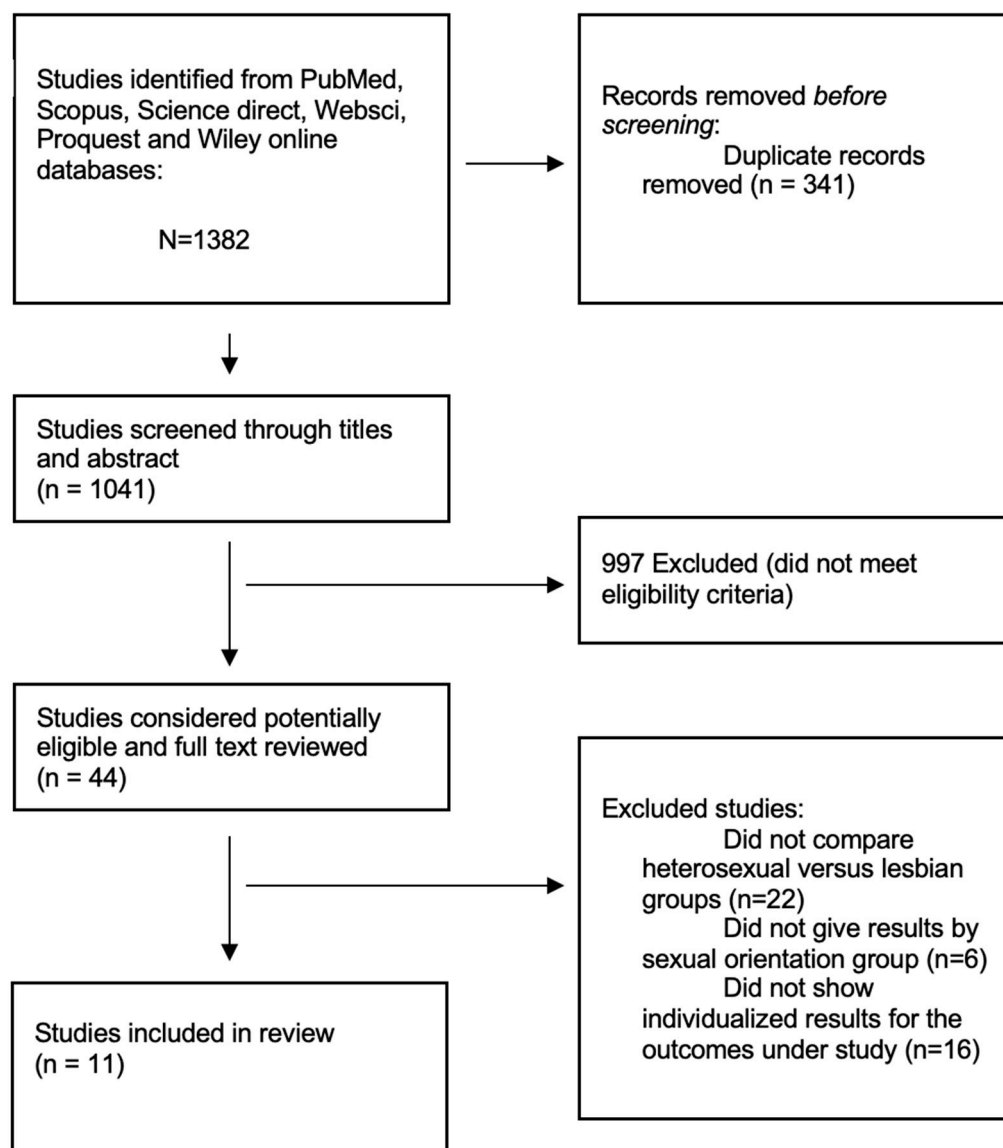 Studies identified from PubMed,
Scopus, Science direct, Websci,
Proquest and Wiley online
databases:
N=1382
Records removed before
screening:
Duplicate records
removed (n = 341)
Studies screened through titles
and abstract
(n = 1041)
997 Excluded (did not meet
eligibility criteria)
Studies considered potentially
eligible and full text reviewed
(n = 44)
Excluded studies:
Did not compare
heterosexual versus lesbian
groups (n=22)
Did not give results by
sexual orientation group (n=6)
Did not show
individualized results for the
outcomes under study (n=16)
Studies included in review
(n = 11)